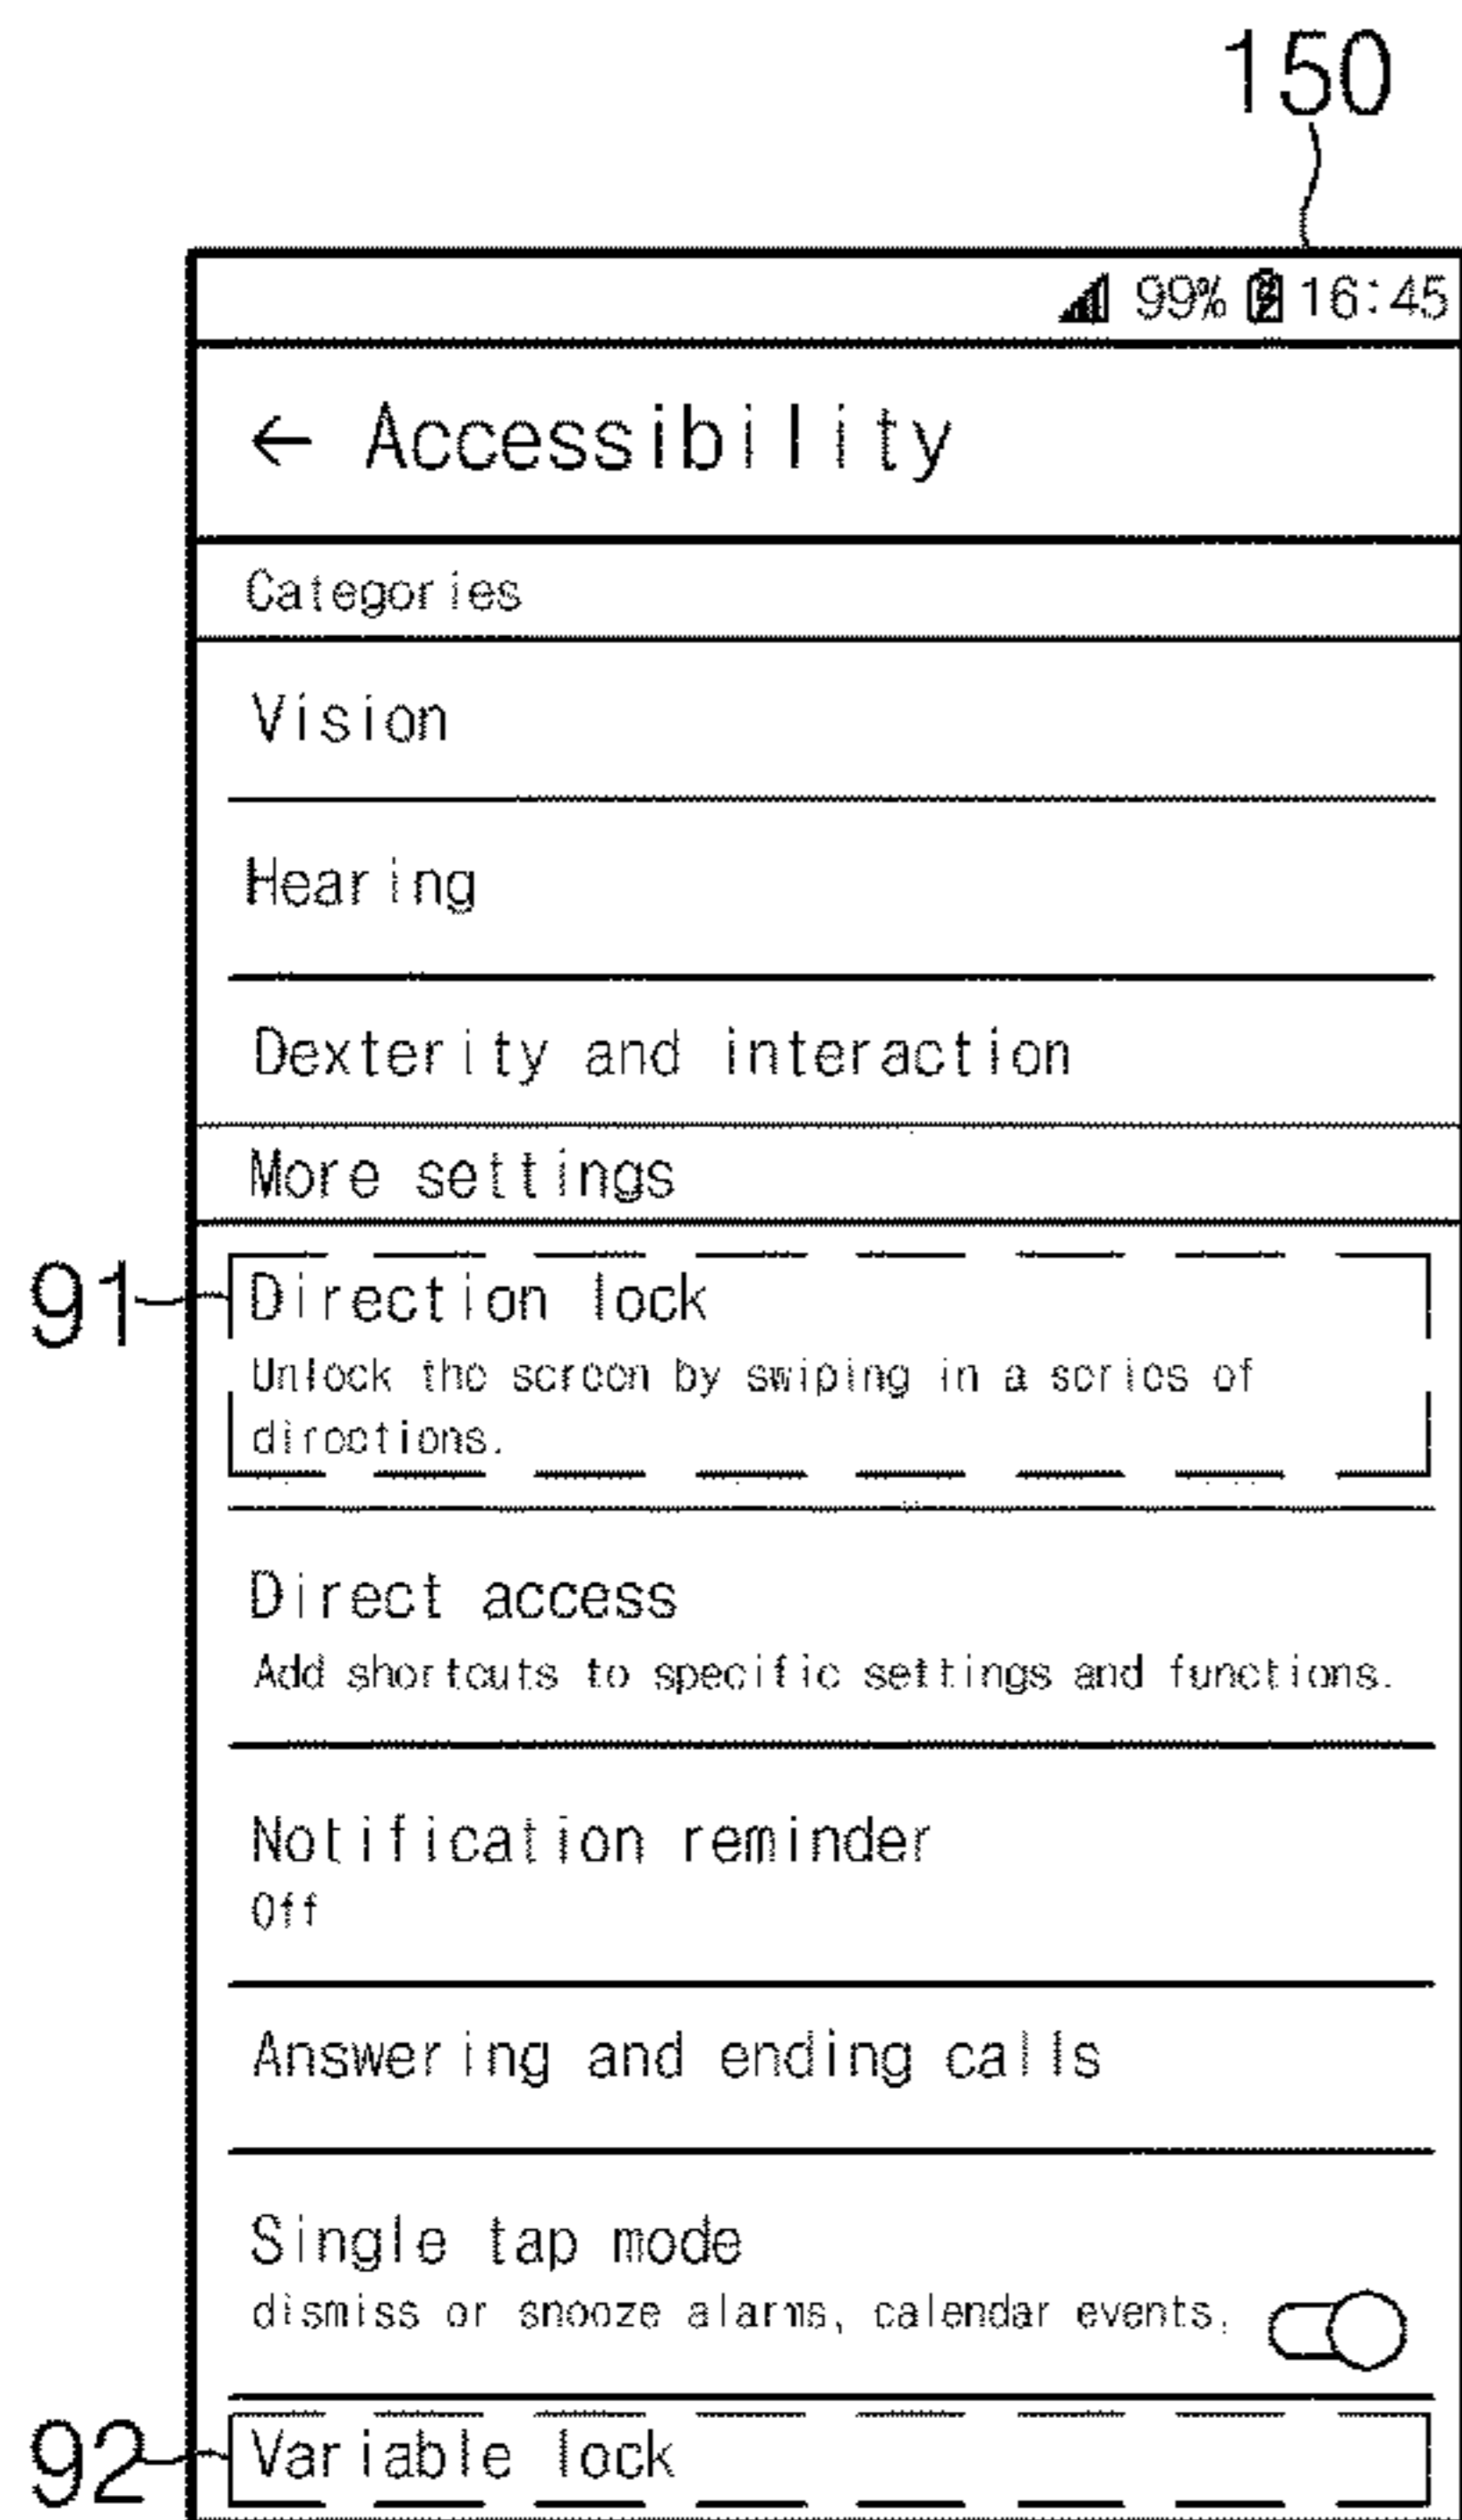 150
99% 16:45
← Accessibility
Categories
Vision
Hearing
Dexterity and interaction
More settings
91
Direction lock
Unlock the screen by swiping in a series of
directions.
Direct access
Add shortcuts to specific settings and functions.
Notification reminder
Off
Answering and ending calls
Single tap mode
dismiss or snooze alarms, calendar events,
92
Variable lock